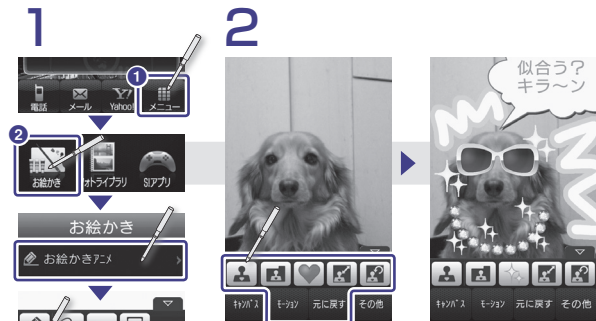 1
2
1
電話 メール Yahoo! メニュー
2
お絵かき ォトライブラリ S!アプリ
お絵かき
お絵かきアニメ
キャンバス モーション 元に戻す その他
似合う?
キラ〜ン
キャンバス モーション 元に戻す その他